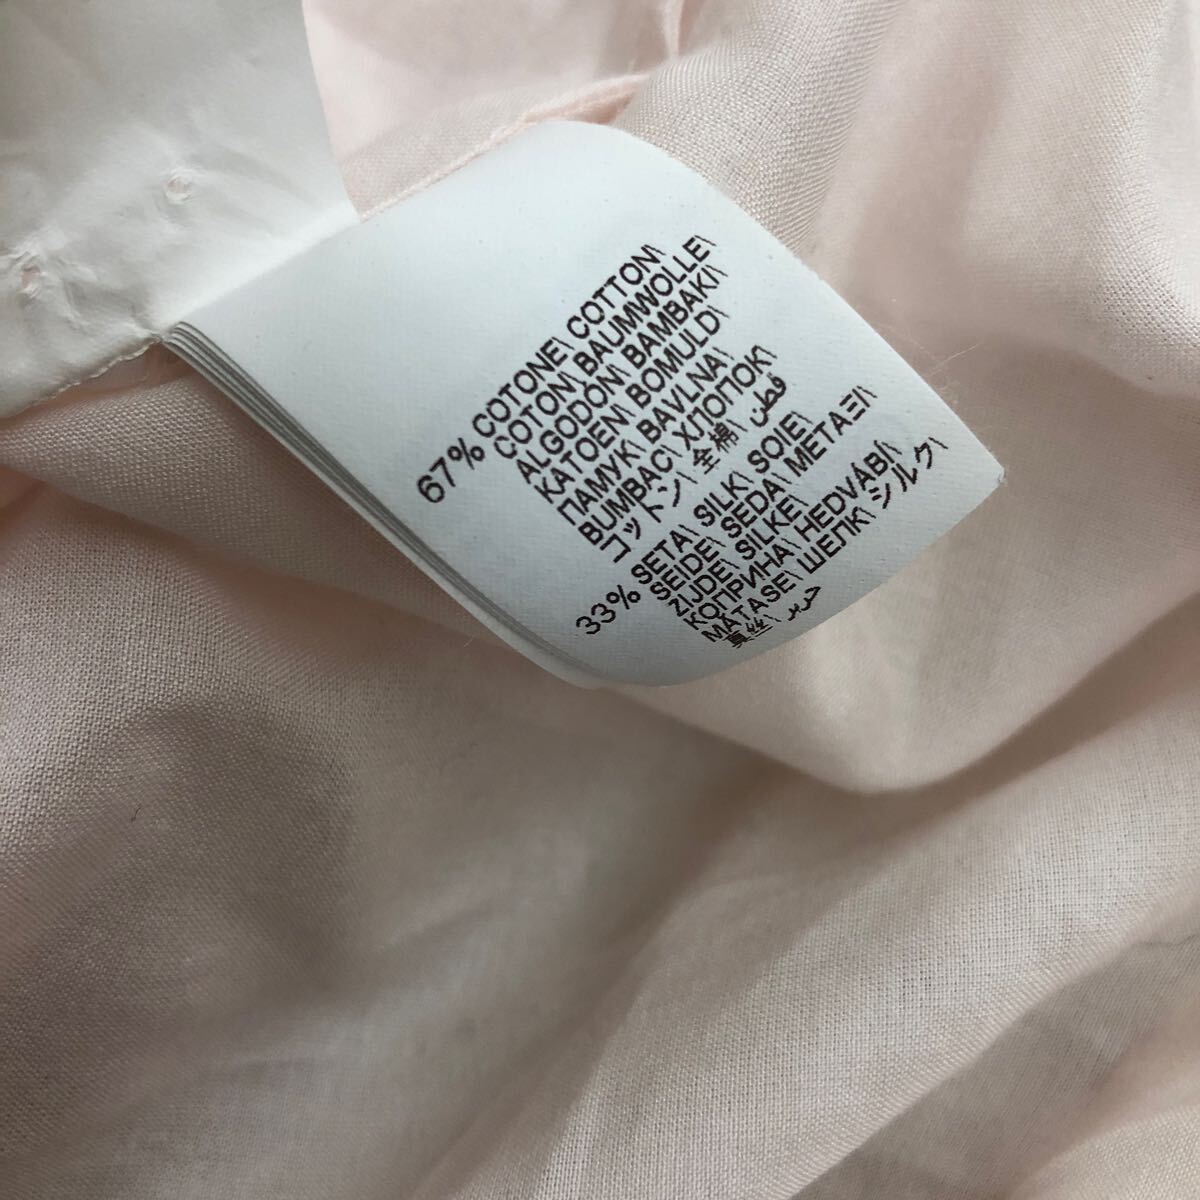 67% COTONE\ COTTON\
COTON\ BAUMWOLLE\
ALGODON\ BAMBAKI\
KATOEN\ BOMULD\
ПАМУК\ BAVLNA\
BUMBAC\ ХЛОПОК\
コットン\ 全棉\ قطن
33% SETA\ SILK\ SOIE\
SEIDE\ SEDA\ ΜΕΤΑΞΙ\
ZIJDE\ SILKE\
КОПРИНА\ HEDVÁBÍ\
MĂTASE\ ШЕЛК\ シルク\
真丝\ حرير